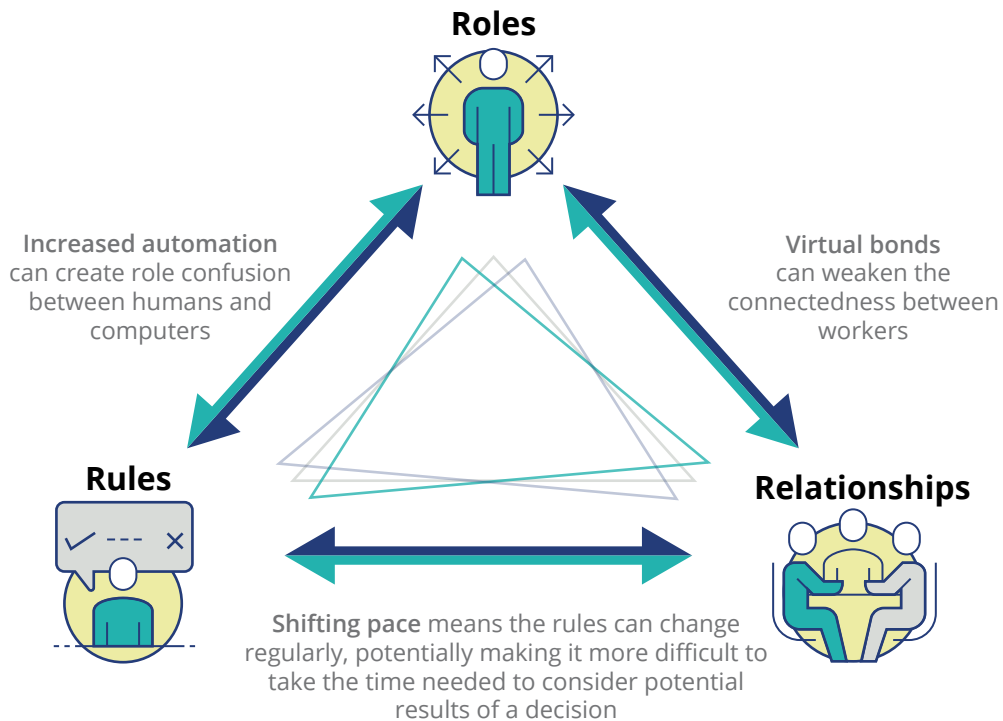 Roles
Increased automation
can create role confusion
between humans and
computers
Virtual bonds
can weaken the
connectedness between
workers
Rules
Relationships
Shifting pace means the rules can change
regularly, potentially making it more difficult to
take the time needed to consider potential
results of a decision